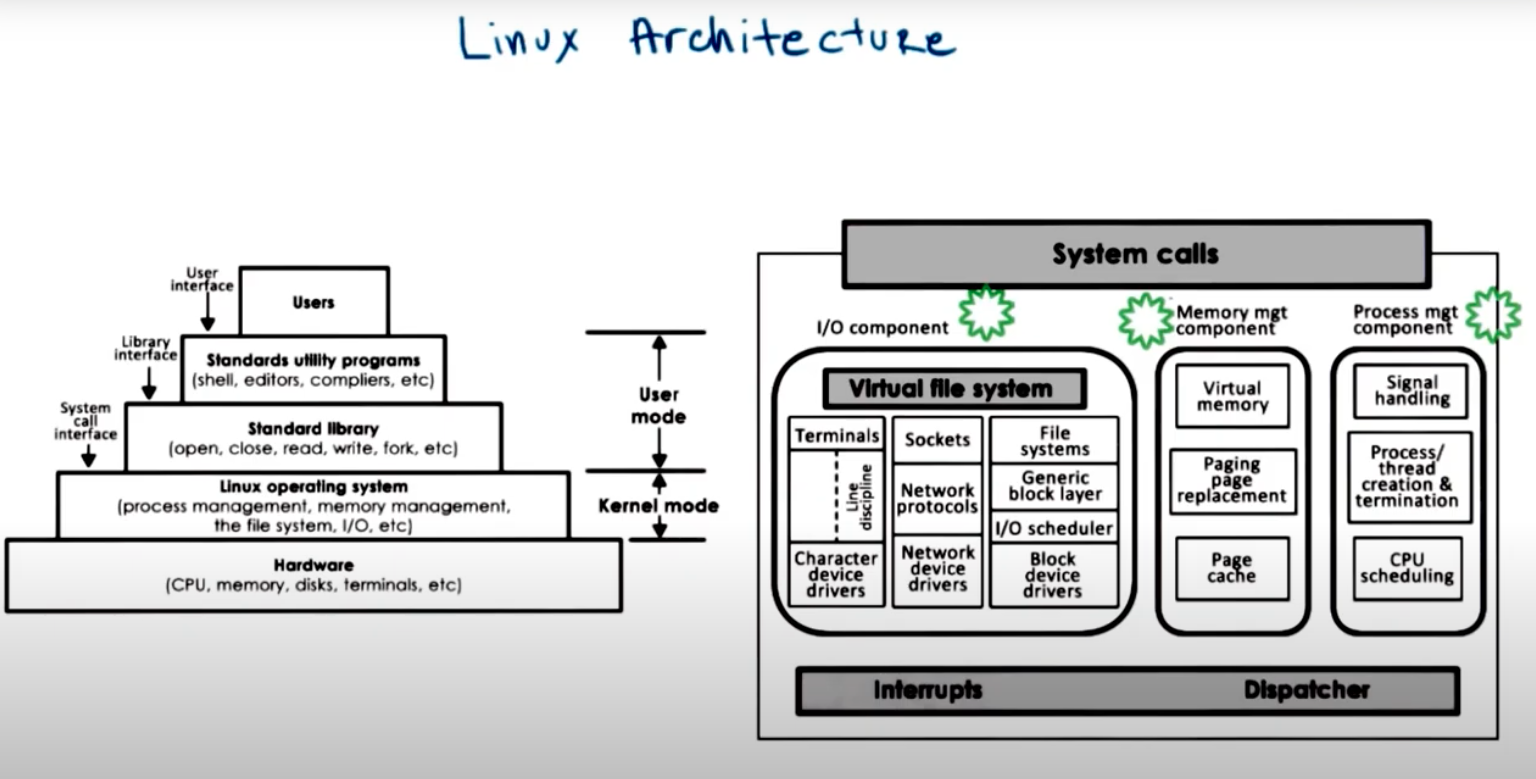 Linux Architecture
User
interface
Users
Library
interface
Standards utility programs
(shell, editors, compliers, etc)
System
call
interface
Standard library
(open, close, read, write, fork, etc)
Linux operating system
(process management, memory management,
the file system, I/O, etc)
Hardware
(CPU, memory, disks, terminals, etc)
User
mode
Kernel mode
System calls
I/O component
Virtual file system
Terminals
Line
discipline
Character
device
drivers
Sockets
Network
protocols
Network
device
drivers
File
systems
Generic
block layer
I/O scheduler
Block
device
drivers
Memory mgt
component
Virtual
memory
Paging
page
replacement
Page
cache
Process mgt
component
Signal
handling
Process/
thread
creation &
termination
CPU
scheduling
Interrupts
Dispatcher